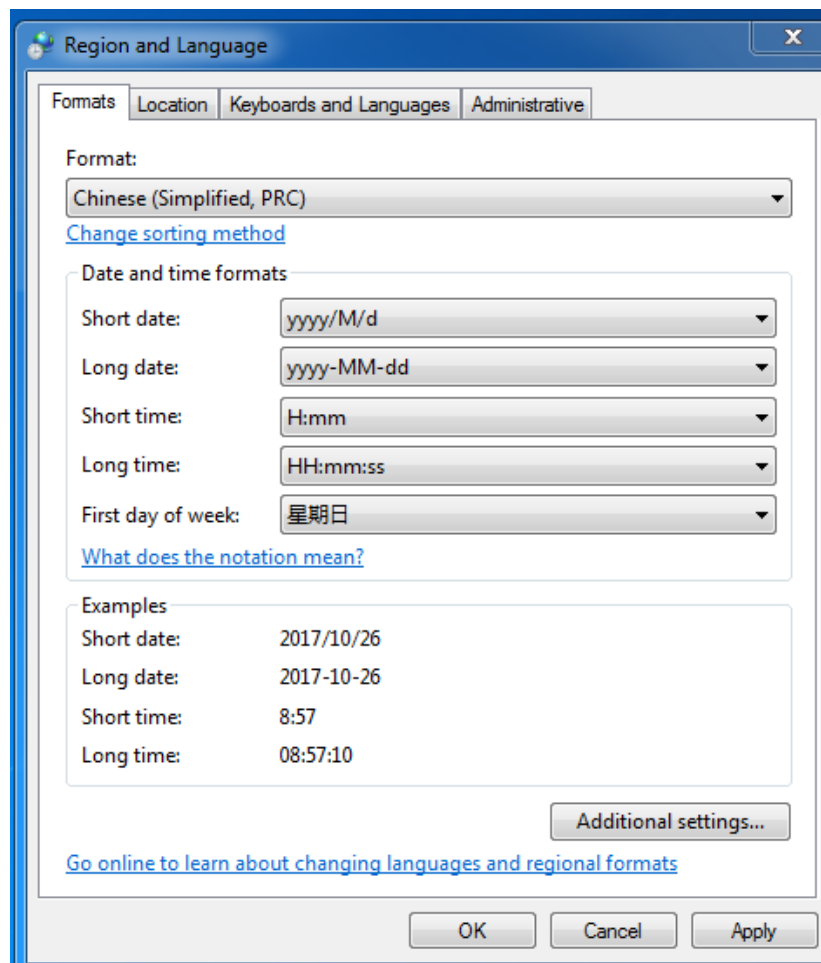 Region and Language
Formats Location Keyboards and Languages Administrative
Format:
Chinese (Simplified, PRC)
Change sorting method
Date and time formats
Short date: yyyy/M/d
Long date: yyyy-MM-dd
Short time: H:mm
Long time: HH:mm:ss
First day of week: 星期日
What does the notation mean?
Examples
Short date: 2017/10/26
Long date: 2017-10-26
Short time: 8:57
Long time: 08:57:10
Additional settings...
Go online to learn about changing languages and regional formats
OK Cancel Apply